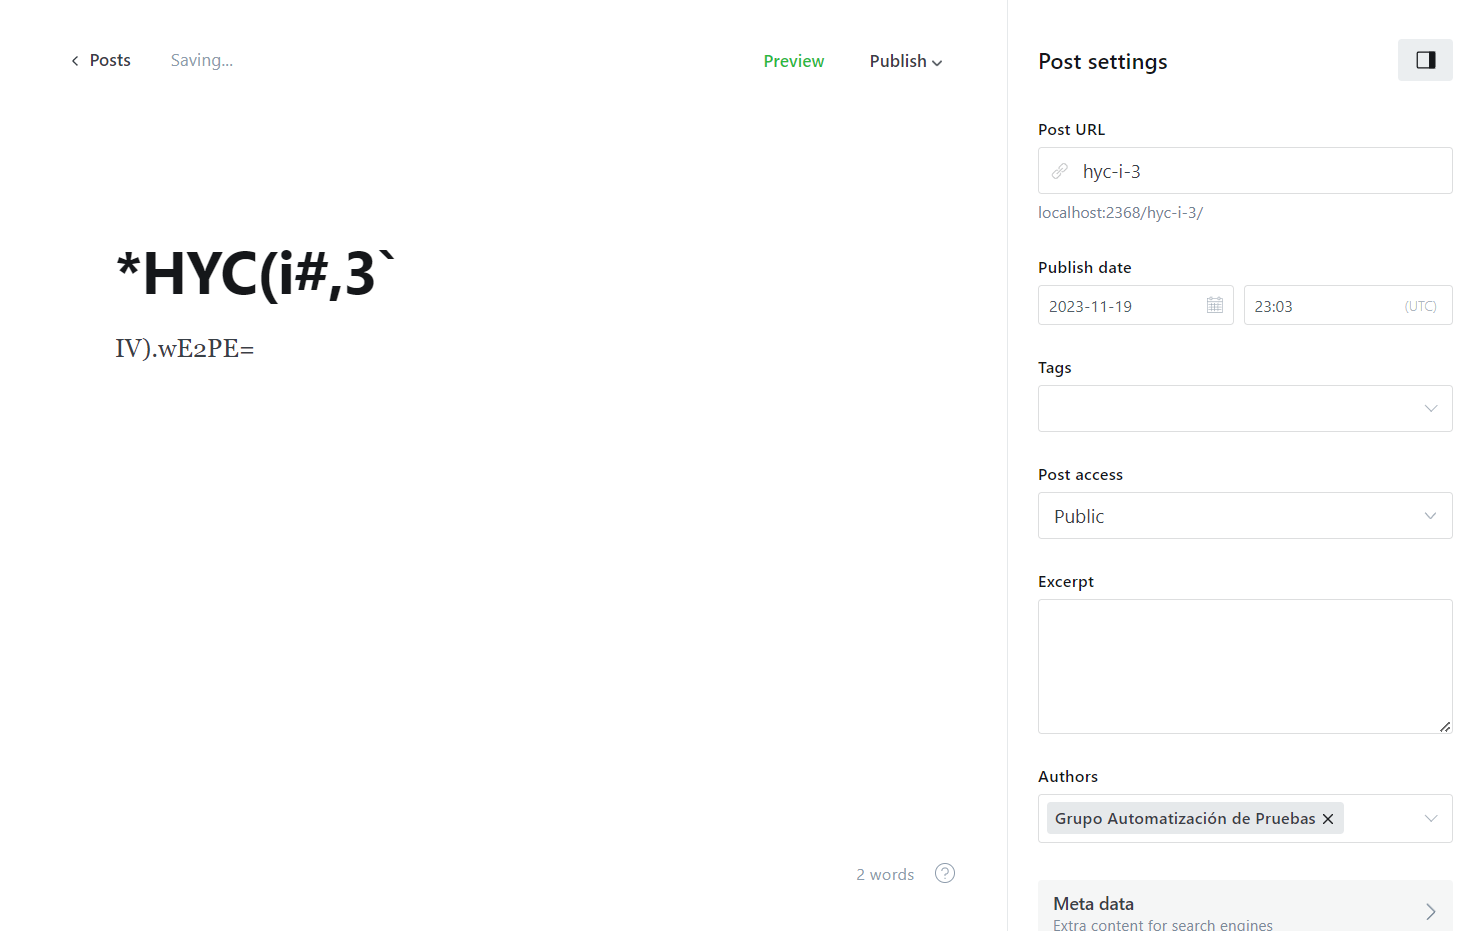 Posts
Saving...
Preview
Publish
*HYC(i#,3`
IV).wE2PE=
2 words
?
Post settings
Post URL
hyc-i-3
localhost:2368/hyc-i-3/
Publish date
2023-11-19
23:03
(UTC)
Tags
Post access
Public
Excerpt
Authors
Grupo Automatización de Pruebas
Meta data
Extra content for search engines